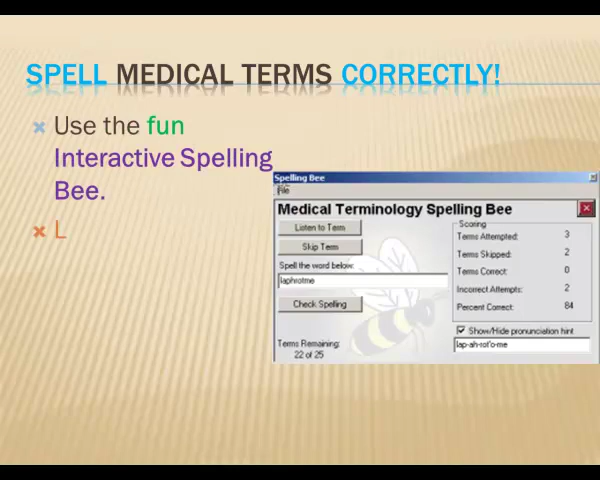 SPELL MEDICAL TERMS CORRECTLY!
Use the fun
Interactive Spelling
Bee.
L
Spelling Bee
File
Medical Terminology Spelling Bee
Listen to Term
Skip Term
Spell the word below:
laphrotme
Check Spelling
Terms Remaining:
22 of 25
Scoring
Terms Attempted: 3
Terms Skipped: 2
Terms Correct: 0
Incorrect Attempts: 2
Percent Correct: 84
Show/Hide pronunciation hint
lap-ah-rot'o-me